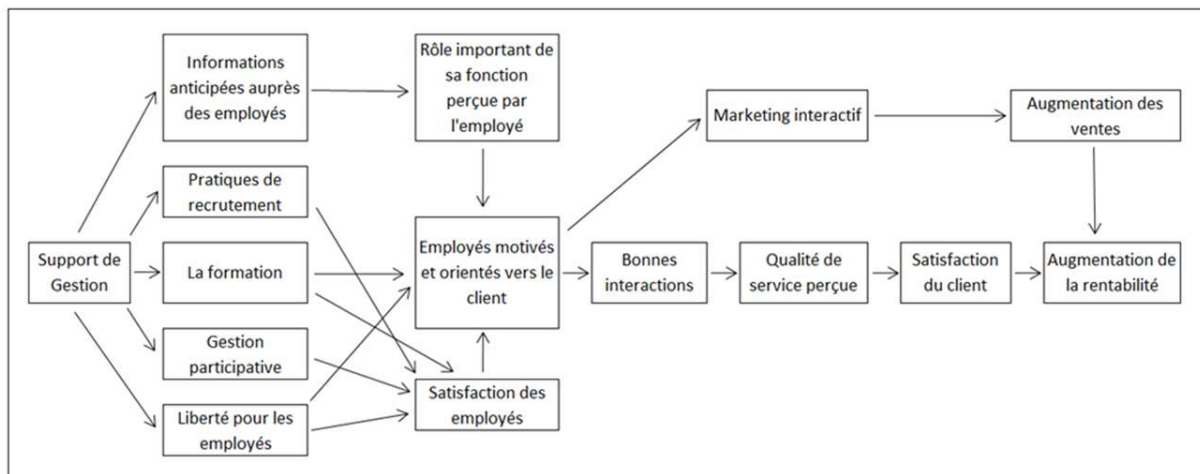 Informations
anticipées auprès
des employés
Rôle important de
sa fonction
perçue par
l'employé
Marketing interactif
Augmentation des
ventes
Pratiques de
recrutement
Support de
Gestion
La formation
Employés motivés
et orientés vers le
client
Bonnes
interactions
Qualité de
service perçue
Satisfaction
du client
Augmentation de
la rentabilité
Gestion
participative
Satisfaction des
employés
Liberté pour les
employés